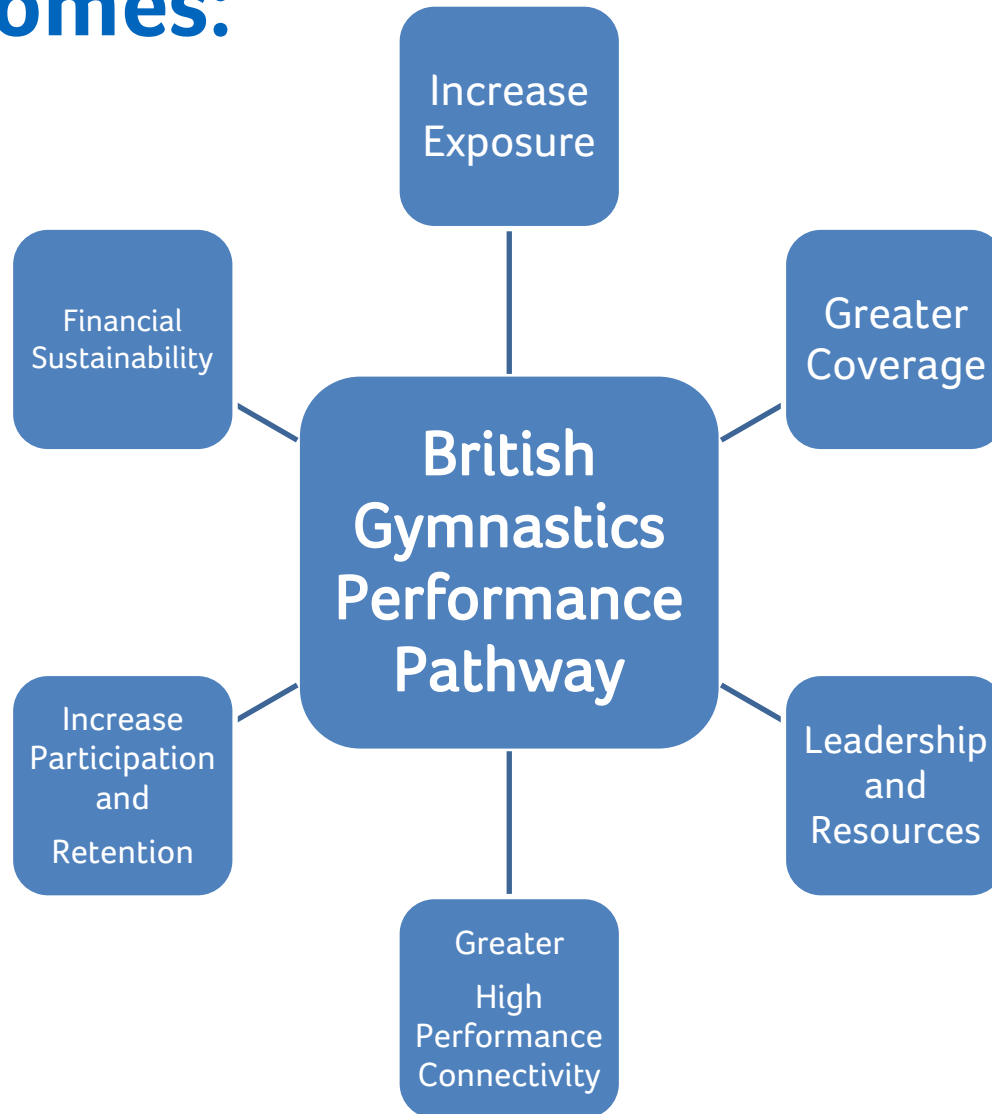 omes:
Increase
Exposure
Financial
Sustainability
Greater
Coverage
British
Gymnastics
Performance
Pathway
Increase
Participation
and
Retention
Leadership
and
Resources
Greater
High
Performance
Connectivity